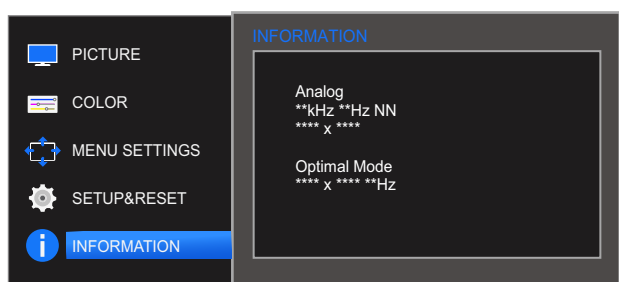 PICTURE
COLOR
MENU SETTINGS
SETUP&RESET
INFORMATION
INFORMATION
Analog
**kHz **Hz NN
**** x ****
Optimal Mode
**** x **** **Hz